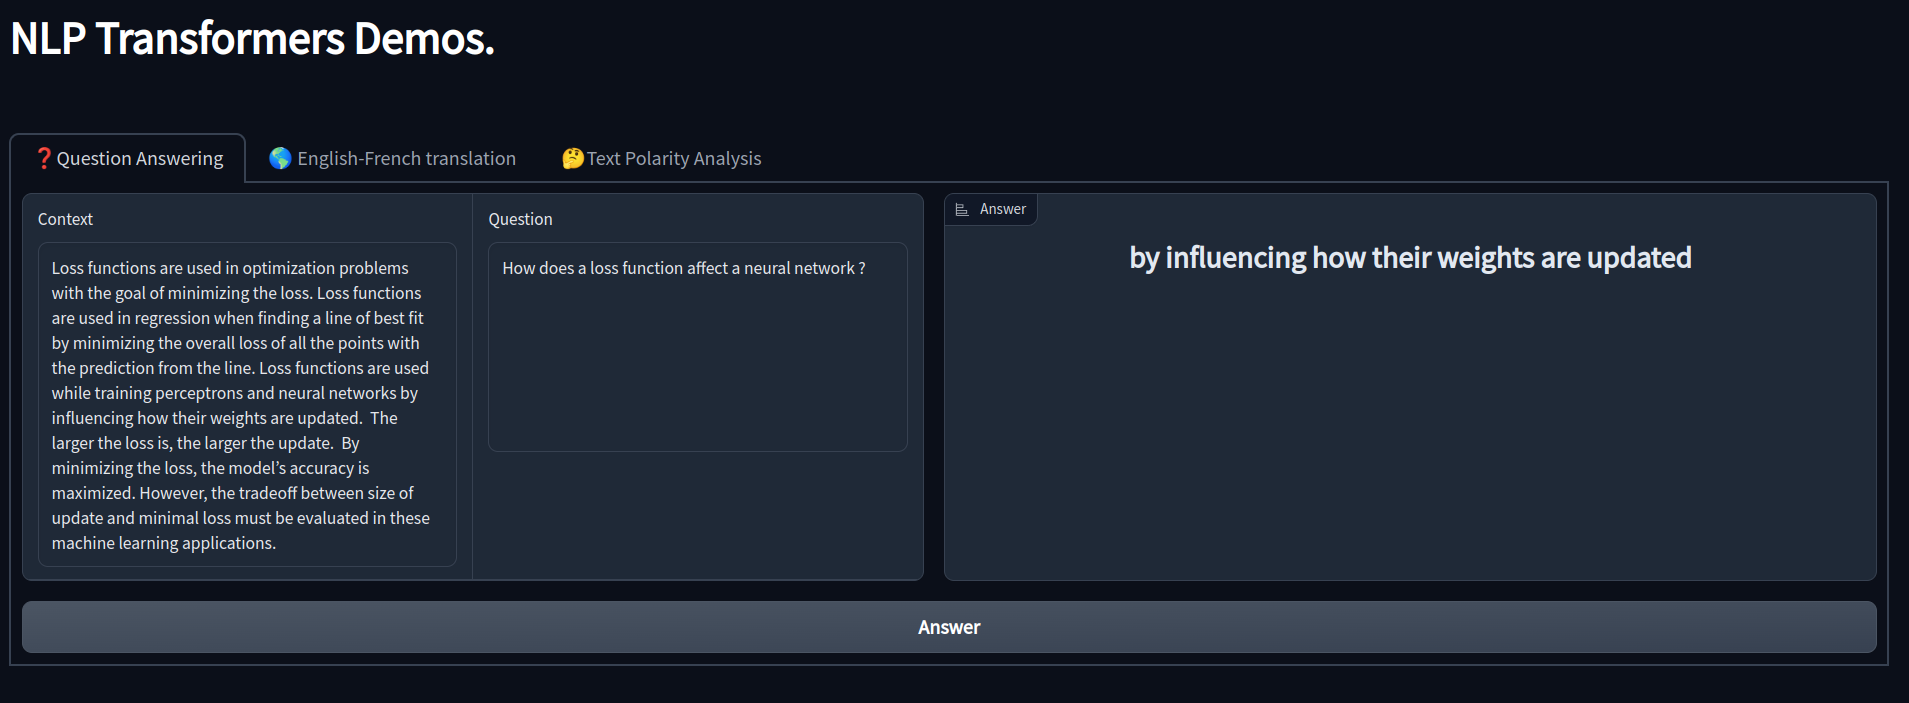 NLP Transformers Demos.
❓Question Answering
🌎 English-French translation
🤔Text Polarity Analysis
Context
Loss functions are used in optimization problems
with the goal of minimizing the loss. Loss functions
are used in regression when finding a line of best fit
by minimizing the overall loss of all the points with
the prediction from the line. Loss functions are used
while training perceptrons and neural networks by
influencing how their weights are updated.  The
larger the loss is, the larger the update.  By
minimizing the loss, the model’s accuracy is
maximized. However, the tradeoff between size of
update and minimal loss must be evaluated in these
machine learning applications.
Question
How does a loss function affect a neural network ?
Answer
by influencing how their weights are updated
Answer